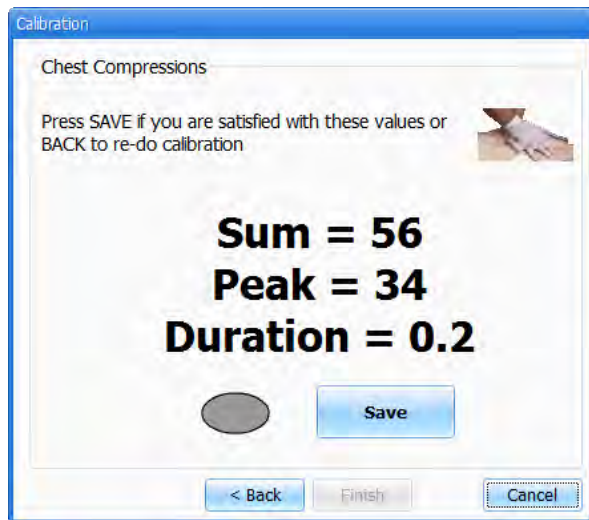 Calibration
Chest Compressions
Press SAVE if you are satisfied with these values or
BACK to re-do calibration
Sum = 56
Peak = 34
Duration = 0.2
Save
< Back
Finish
Cancel